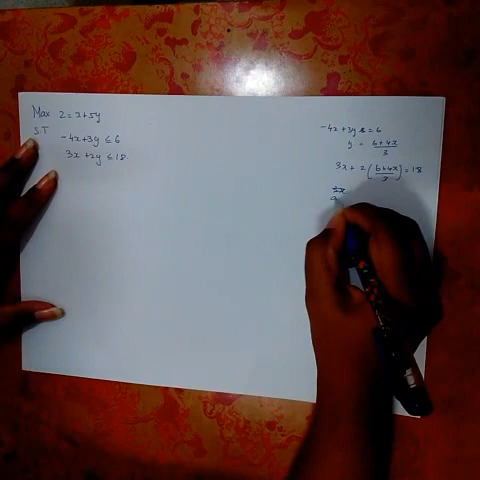 Max Z = x+5y
S.T
-4x+3y ≤ 6
3x+2y ≤ 18
-4x+3y = 6
y = 6+4x/3
3x + 2(6+4x/3) = 18